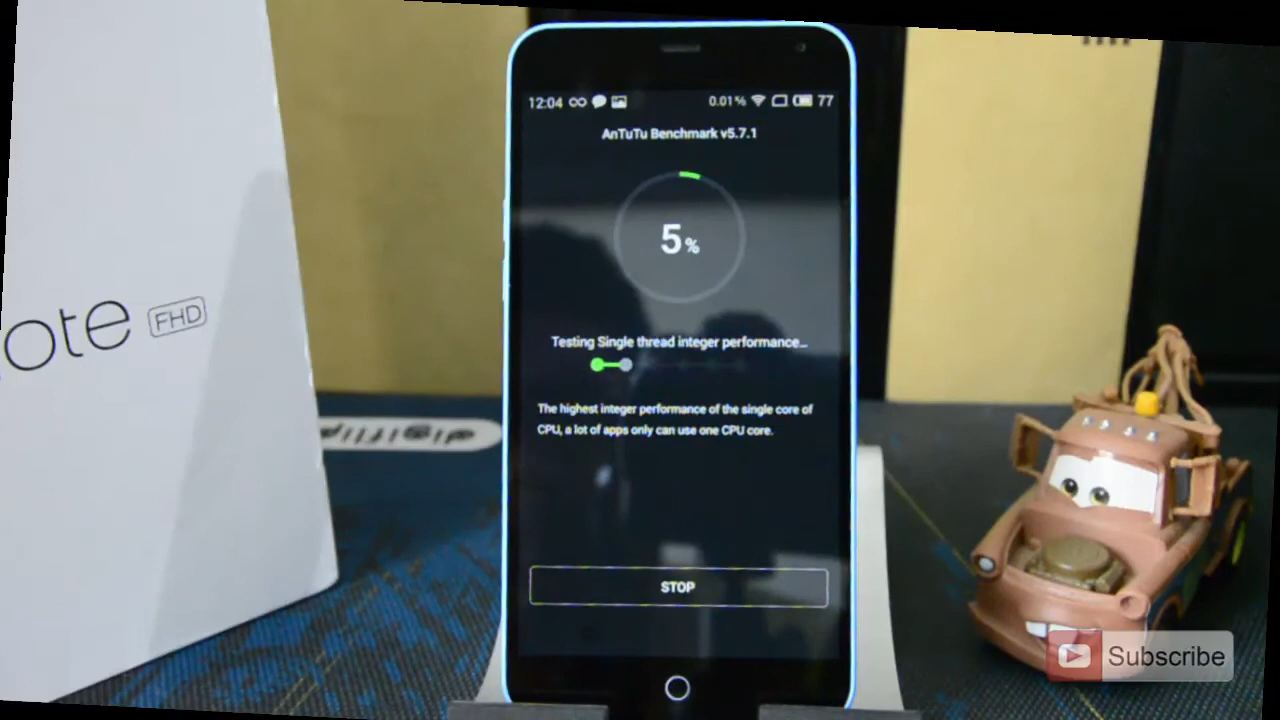 ote FHD
12:04 0.01% 77
AnTuTu Benchmark v5.7.1
5%
Testing Single thread integer performance...
The highest integer performance of the single core of
CPU, a lot of apps only can use one CPU core.
STOP
digiflip
Subscribe